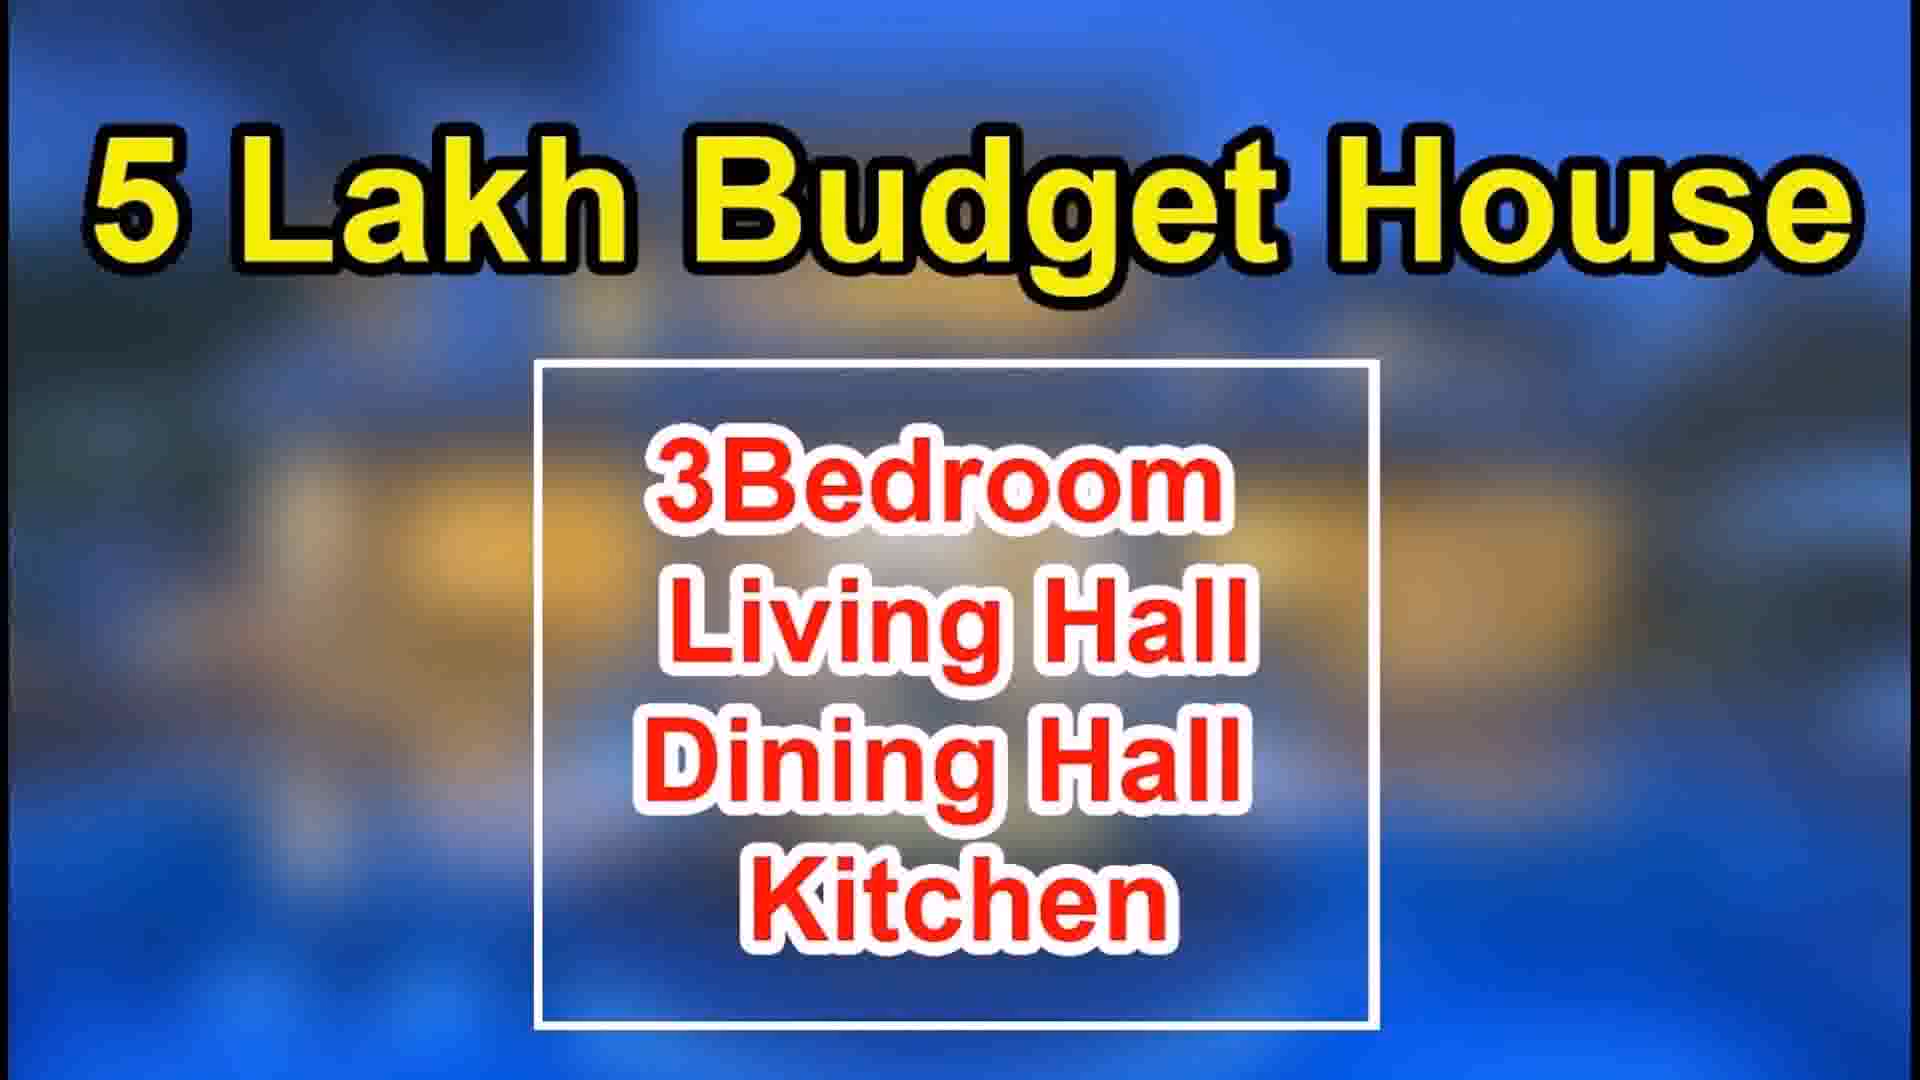 5 Lakh Budget House
3Bedroom
Living Hall
Dining Hall
Kitchen